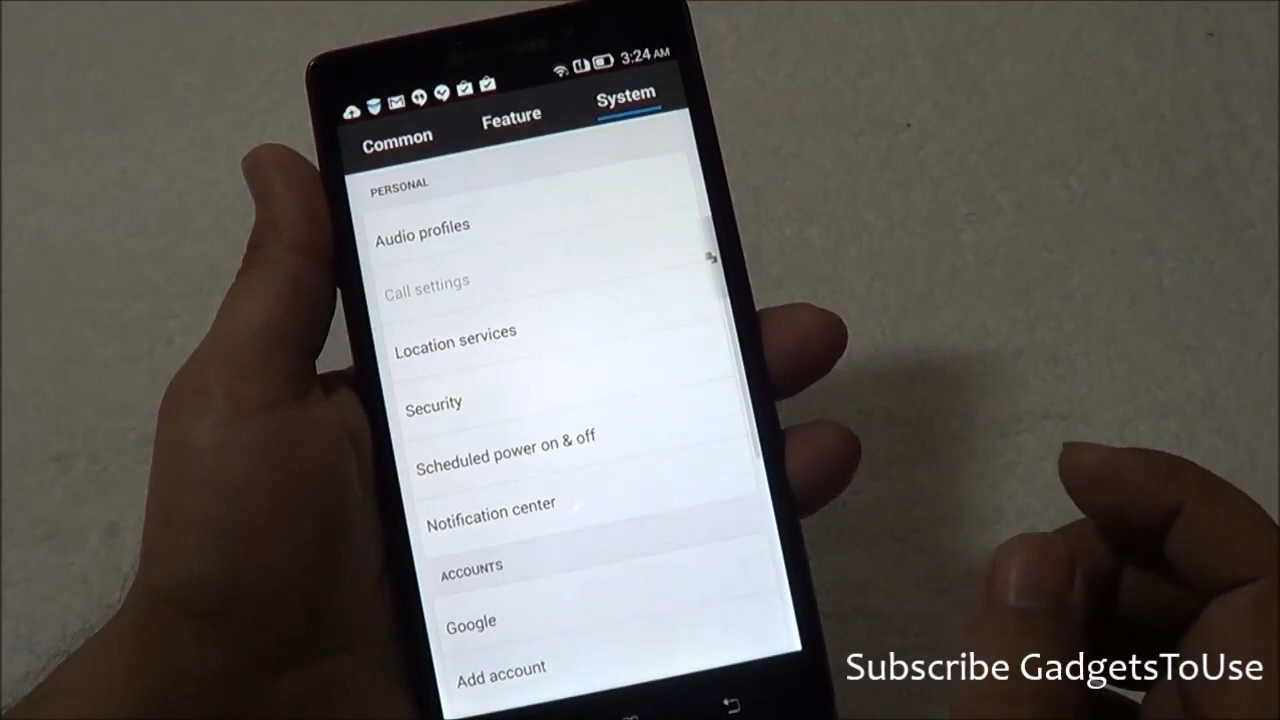 3:24 AM
Common Feature System
PERSONAL
Audio profiles
Call settings
Location services
Security
Scheduled power on & off
Notification center
ACCOUNTS
Google
Add account
Subscribe GadgetsToUse